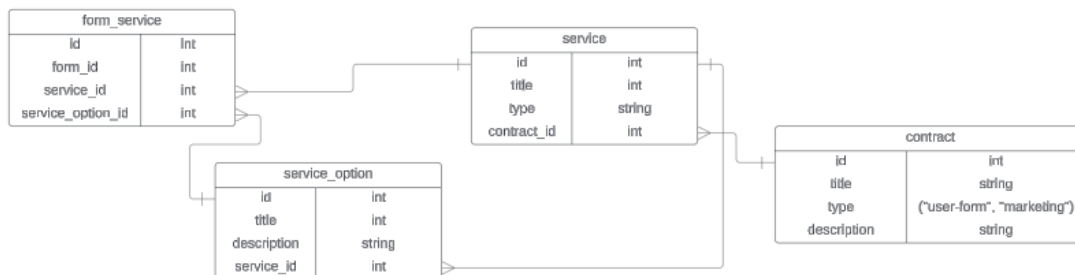 form_service
id int
form_id int
service_id int
service_option_id int
service
id int
title int
type string
contract_id int
contract
id int
title string
type ("user-form", "marketing")
description string
service_option
id int
title int
description string
service_id int